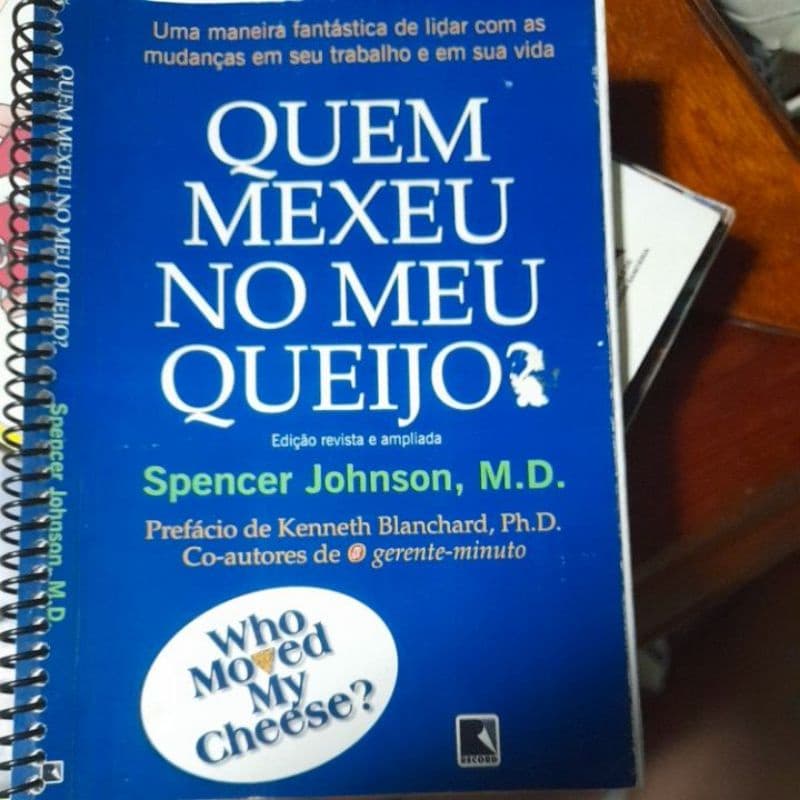 Uma maneira fantástica de lidar com as
mudanças em seu trabalho e em sua vida
QUEM
MEXEU
NO MEU
QUEIJO?
Edição revista e ampliada
Spencer Johnson, M.D.
Prefácio de Kenneth Blanchard, Ph.D.
Co-autores de O gerente-minuto
Who
Moved
My
Cheese?
RECORD
QUEM MEXEU NO MEU QUEIJO?
Spencer Johnson, M.D.